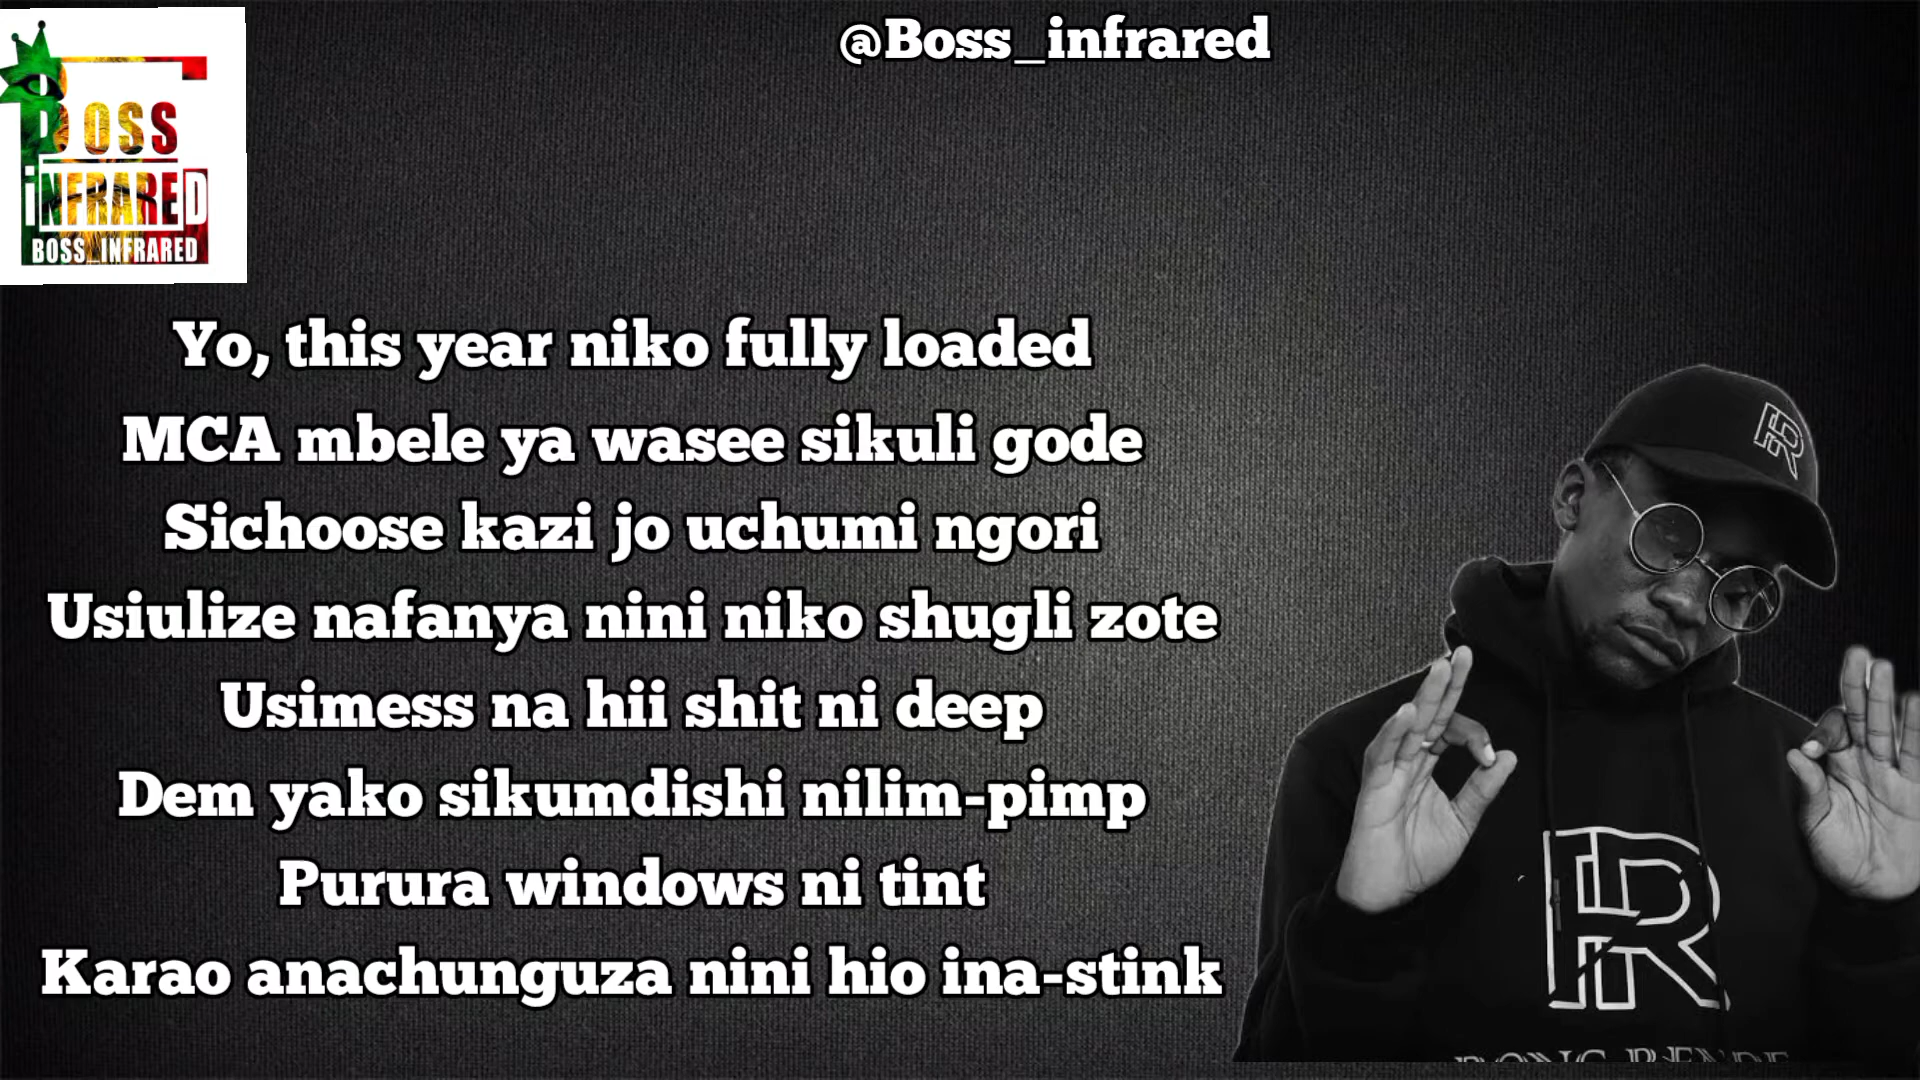 @Boss_infrared
BOSS
iNFRARED
BOSS_INFRARED
Yo, this year niko fully loaded
MCA mbele ya wasee sikuli gode
Sichoose kazi jo uchumi ngori
Usiulize nafanya nini niko shugli zote
Usimess na hii shit ni deep
Dem yako sikumdishi nilim-pimp
Purura windows ni tint
Karao anachunguza nini hio ina-stink